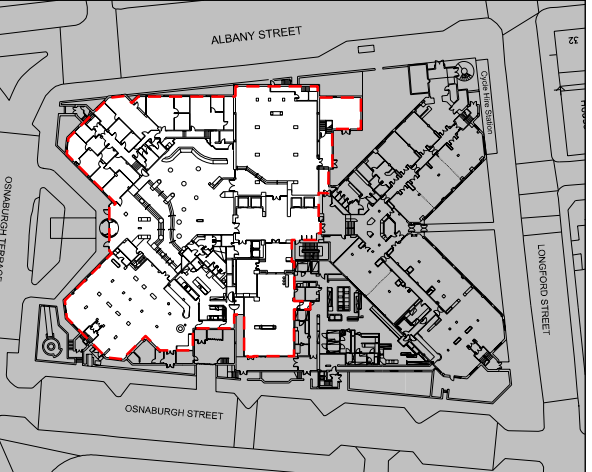 ALBANY STREET
32
Cycle Hire Station
OSNABURGH TERRACE
LONGFORD STREET
OSNABURGH STREET